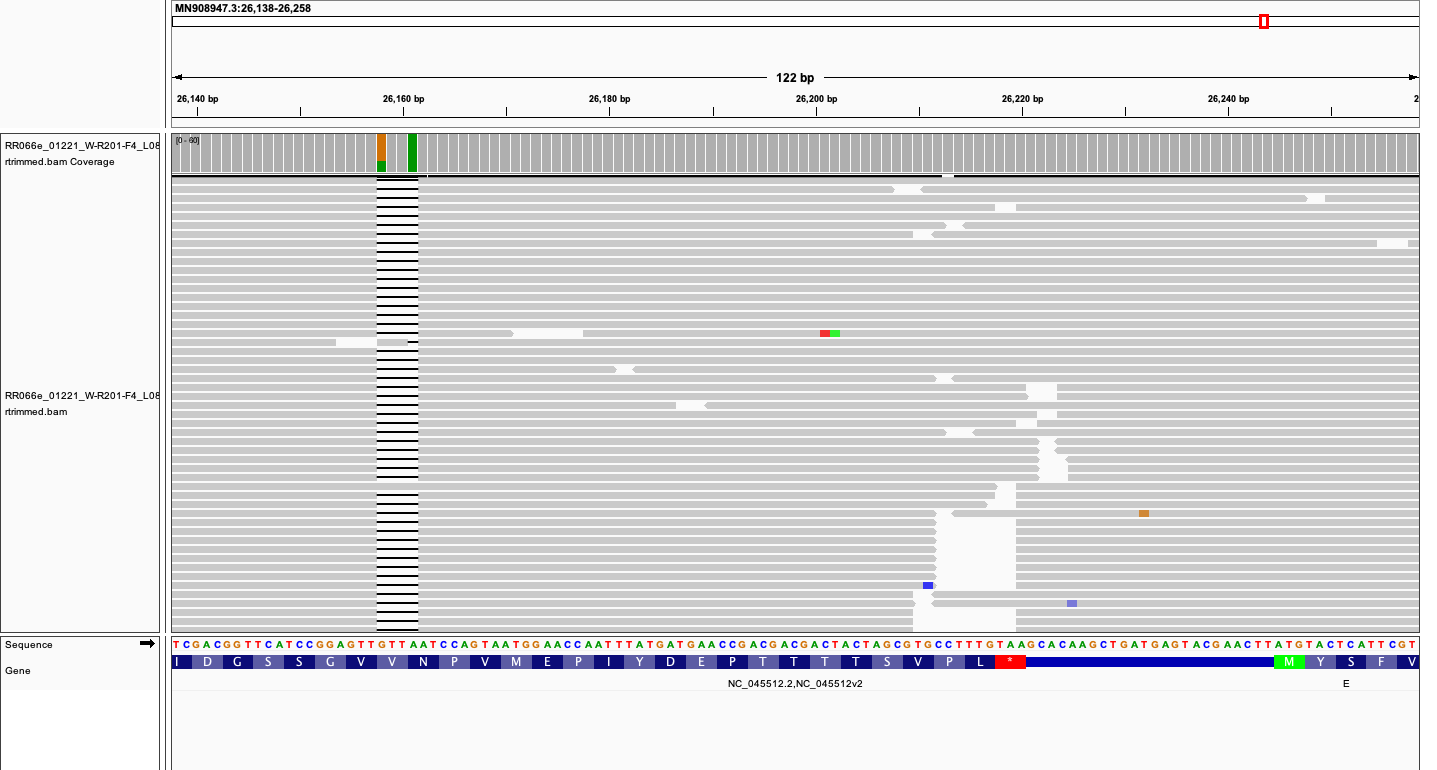 MN908947.3:26,138-26,258
122 bp
26,140 bp 26,160 bp 26,180 bp 26,200 bp 26,220 bp 26,240 bp 2
RR066e_01221_W-R201-F4_L08
rtrimmed.bam Coverage
[0 - 60]
RR066e_01221_W-R201-F4_L08
rtrimmed.bam
Sequence
TCGACGGTTCATCCGGAGTTGTTAATCCAGTAATGGAACCAATTTATGATGAACCGACGACGACTACTAGCGTGCCTTTGTAAGCACAAGCTGATGAGTACGAACTTATGTACTCATTCGT
Gene
I D G S S G V V N P V M E P I Y D E P T T T T S V P L * M Y S F V
NC_045512.2,NC_045512v2 E